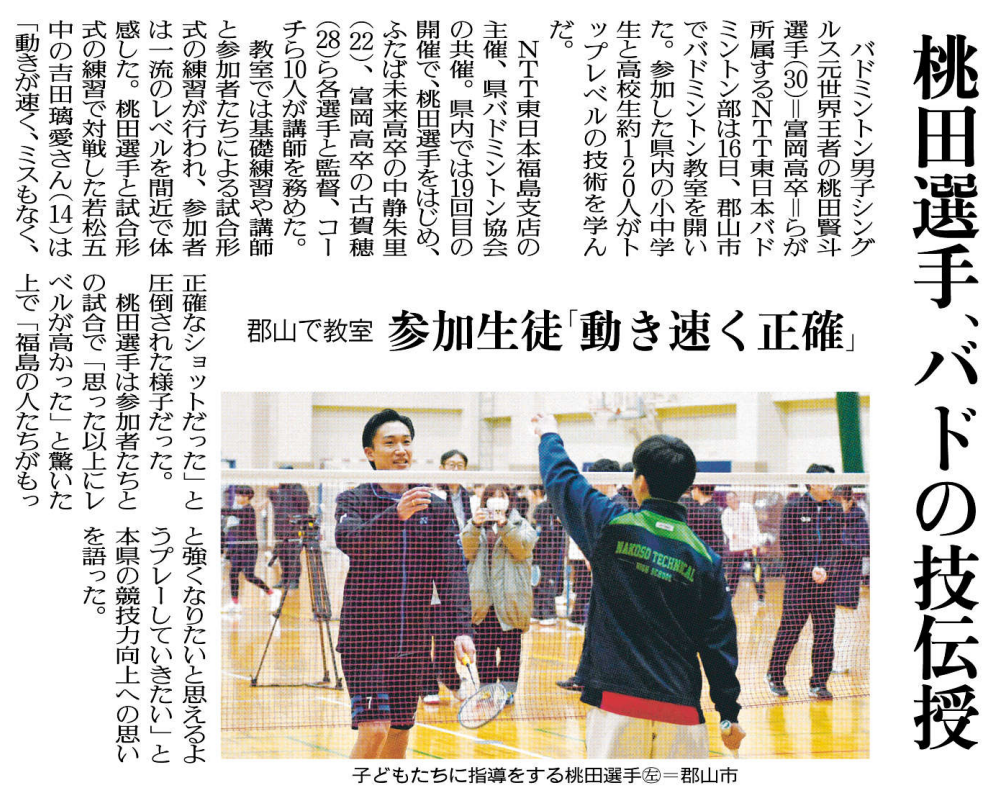 桃田選手、バドの技伝授
郡山で教室 参加生徒「動き速く正確」
バドミントン男子シング
ルス元世界王者の桃田賢斗
選手(30)＝富岡高卒＝らが
所属するNTT東日本バド
ミントン部は16日、郡山市
でバドミントン教室を開い
た。参加した県内の小中学
生と高校生約120人がト
ップレベルの技術を学ん
だ。
NTT東日本福島支店の
主催、県バドミントン協会
の共催。県内では19回目の
開催で、桃田選手をはじめ、
ふたば未来高卒の中静朱里
(22)、富岡高卒の古賀穂
(28)ら各選手と監督、コー
チら10人が講師を務めた。
教室では基礎練習や講師
と参加者たちによる試合形
式の練習が行われ、参加者
は一流のレベルを間近で体
感した。桃田選手と試合形
式の練習で対戦した若松五
中の吉田璃愛さん(14)は
「動きが速く、ミスもなく、
正確なショットだった」と
圧倒された様子だった。
桃田選手は参加者たちと
の試合で「思った以上にレ
ベルが高かった」と驚いた
上で「福島の人たちがもっ
と強くなりたいと思えるよ
うプレーしていきたい」と
本県の競技力向上への思い
を語った。
NAKOSO TECHNICAL
HIGH SCHOOL
7
子どもたちに指導をする桃田選手㊧＝郡山市